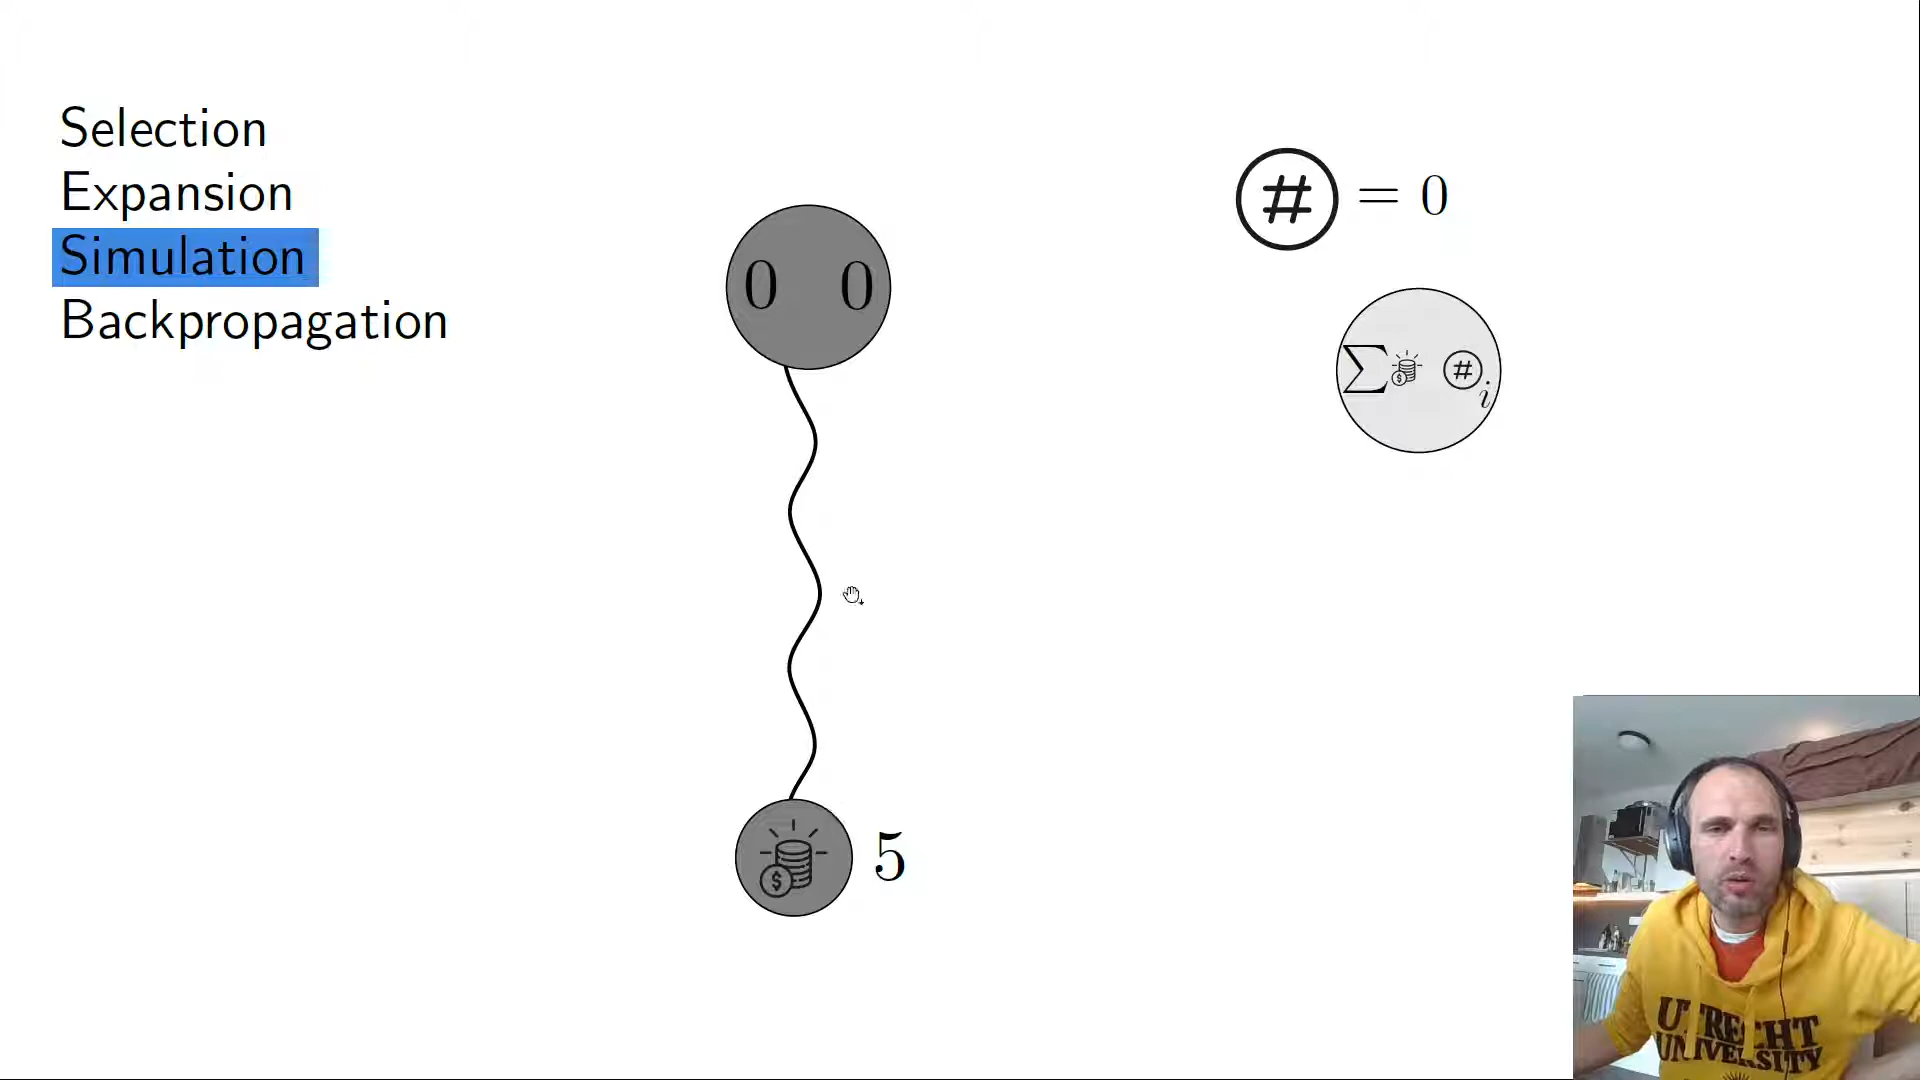 Selection
Expansion
Simulation
Backpropagation
0 0
# = 0
∑ $ # i
$ 5
UTRECHT
UNIVERSITY